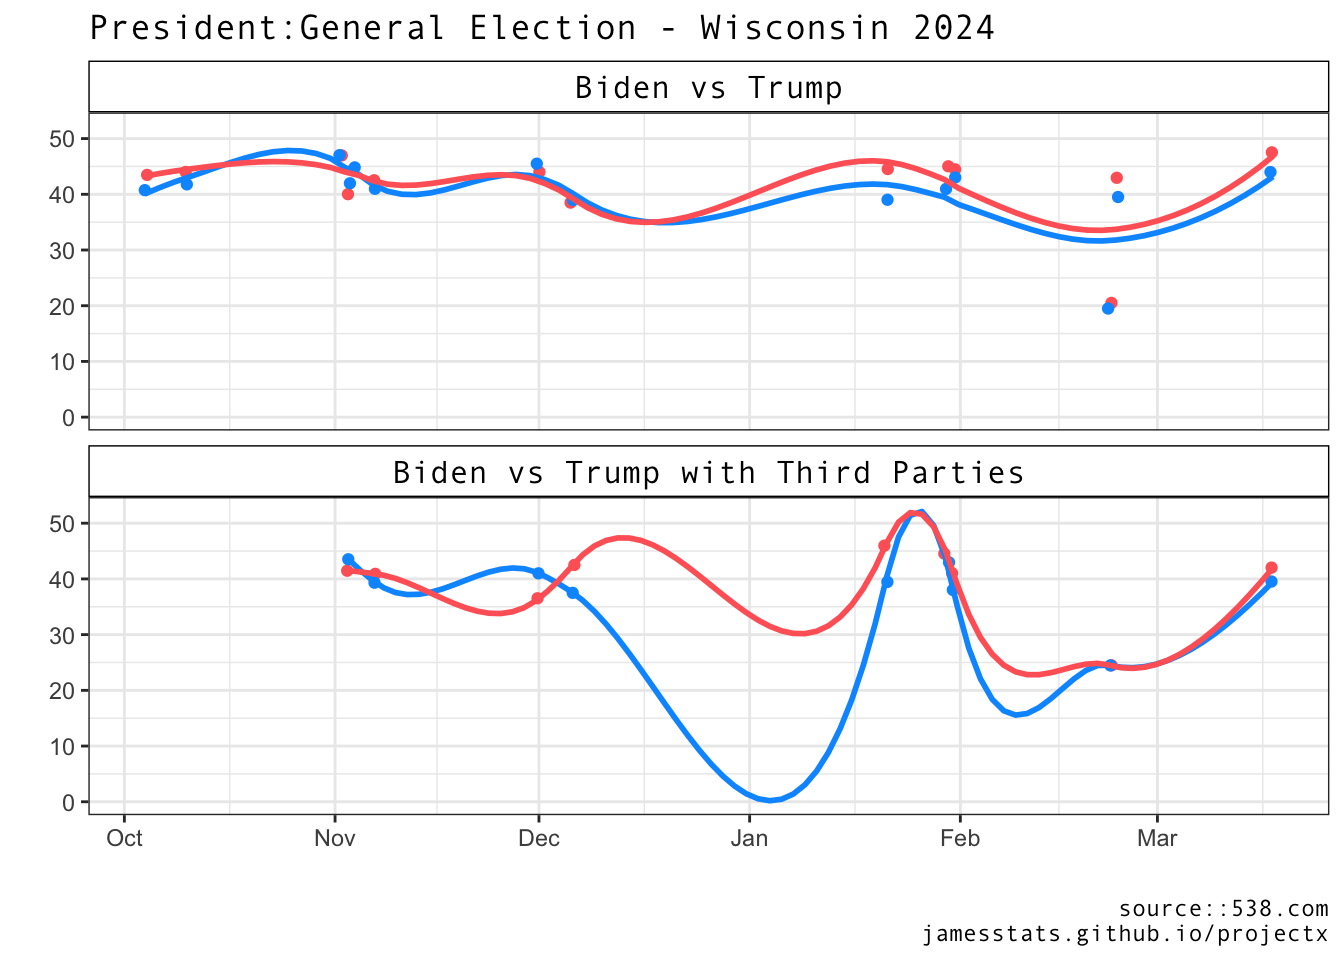 President:General Election - Wisconsin 2024
Biden vs Trump
50
40
30
20
10
0
Biden vs Trump with Third Parties
50
40
30
20
10
0
Oct Nov Dec Jan Feb Mar
source::538.com
jamesstats.github.io/projectx